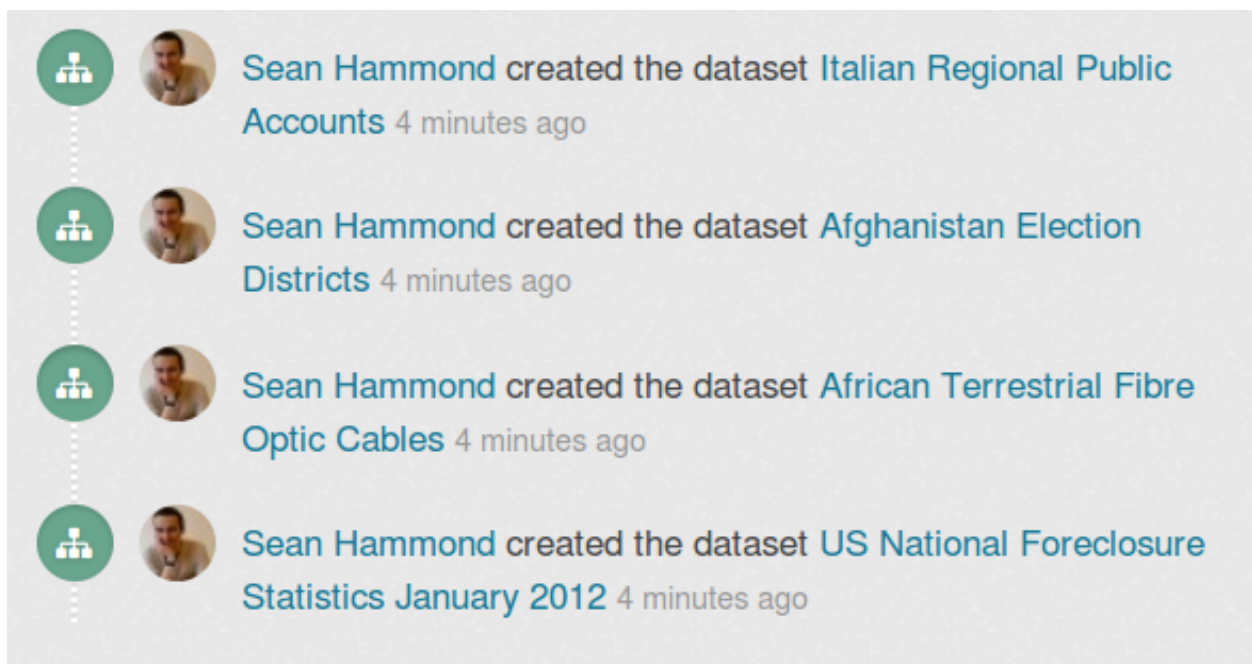 Sean Hammond created the dataset Italian Regional Public
Accounts 4 minutes ago
Sean Hammond created the dataset Afghanistan Election
Districts 4 minutes ago
Sean Hammond created the dataset African Terrestrial Fibre
Optic Cables 4 minutes ago
Sean Hammond created the dataset US National Foreclosure
Statistics January 2012 4 minutes ago